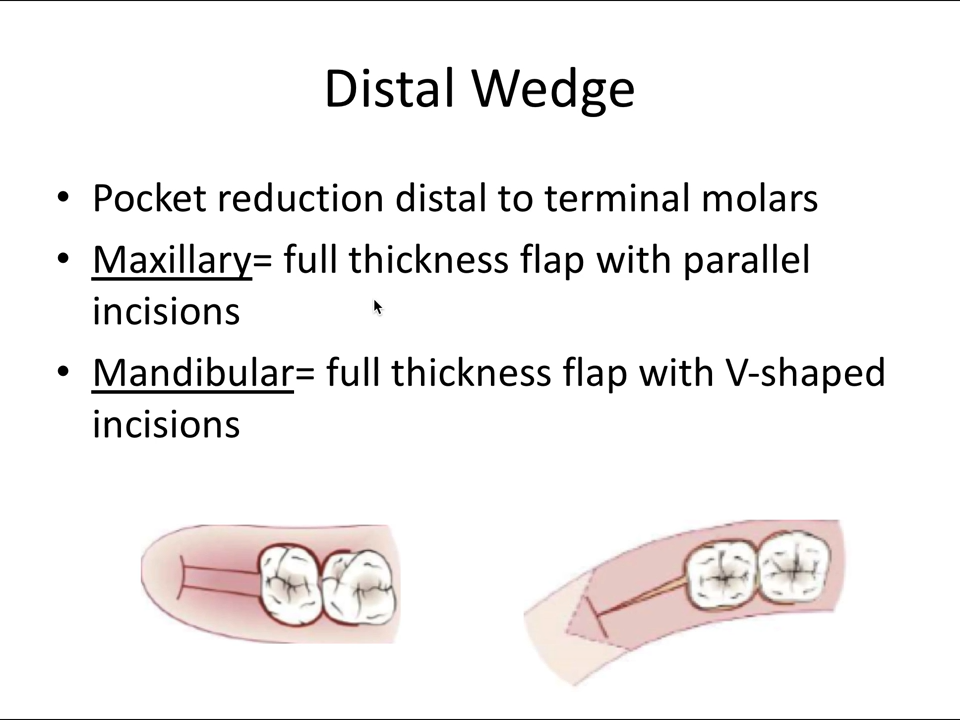 Distal Wedge
• Pocket reduction distal to terminal molars
• Maxillary= full thickness flap with parallel
incisions
• Mandibular= full thickness flap with V-shaped
incisions